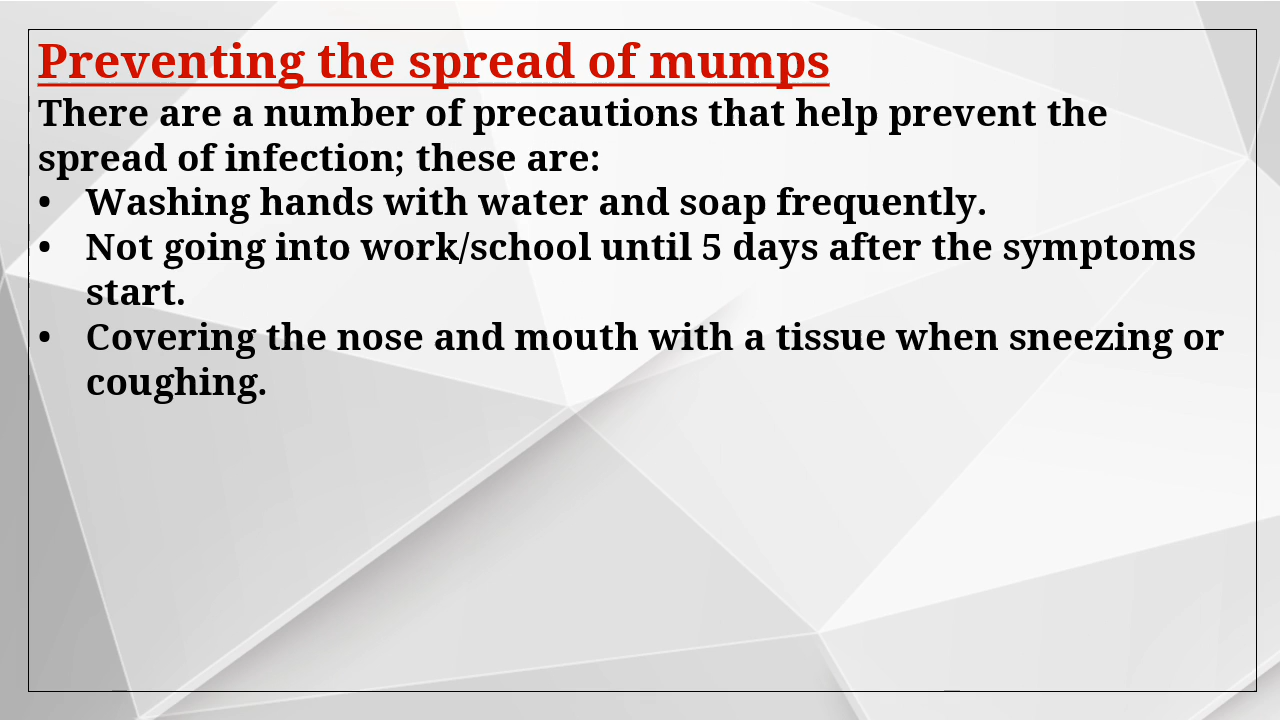 Preventing the spread of mumps
There are a number of precautions that help prevent the
spread of infection; these are:
• Washing hands with water and soap frequently.
• Not going into work/school until 5 days after the symptoms
start.
• Covering the nose and mouth with a tissue when sneezing or
coughing.